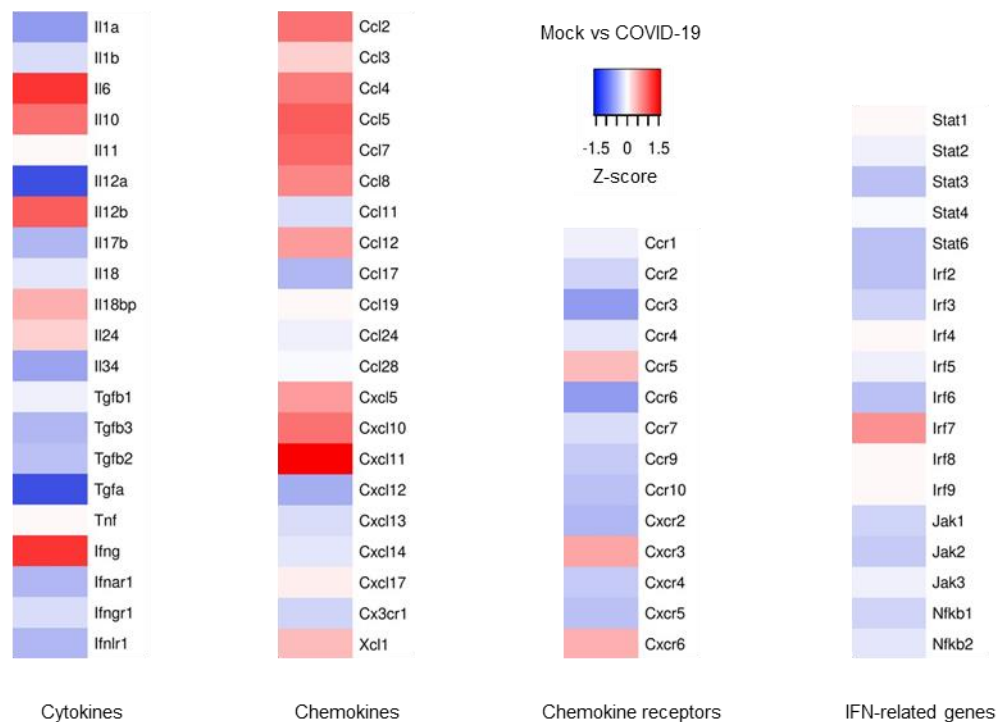 Il1a
Il1b
Il6
Il10
Il11
Il12a
Il12b
Il17b
Il18
Il18bp
Il24
Il34
Tgfb1
Tgfb3
Tgfb2
Tgfa
Tnf
Ifng
Ifnar1
Ifngr1
Ifnlr1
Cytokines
Ccl2
Ccl3
Ccl4
Ccl5
Ccl7
Ccl8
Ccl11
Ccl12
Ccl17
Ccl19
Ccl24
Ccl28
Cxcl5
Cxcl10
Cxcl11
Cxcl12
Cxcl13
Cxcl14
Cxcl17
Cx3cr1
Xcl1
Chemokines
Mock vs COVID-19
-1.5 0 1.5
Z-score
Ccr1
Ccr2
Ccr3
Ccr4
Ccr5
Ccr6
Ccr7
Ccr9
Ccr10
Cxcr2
Cxcr3
Cxcr4
Cxcr5
Cxcr6
Chemokine receptors
Stat1
Stat2
Stat3
Stat4
Stat6
Irf2
Irf3
Irf4
Irf5
Irf6
Irf7
Irf8
Irf9
Jak1
Jak2
Jak3
Nfkb1
Nfkb2
IFN-related genes